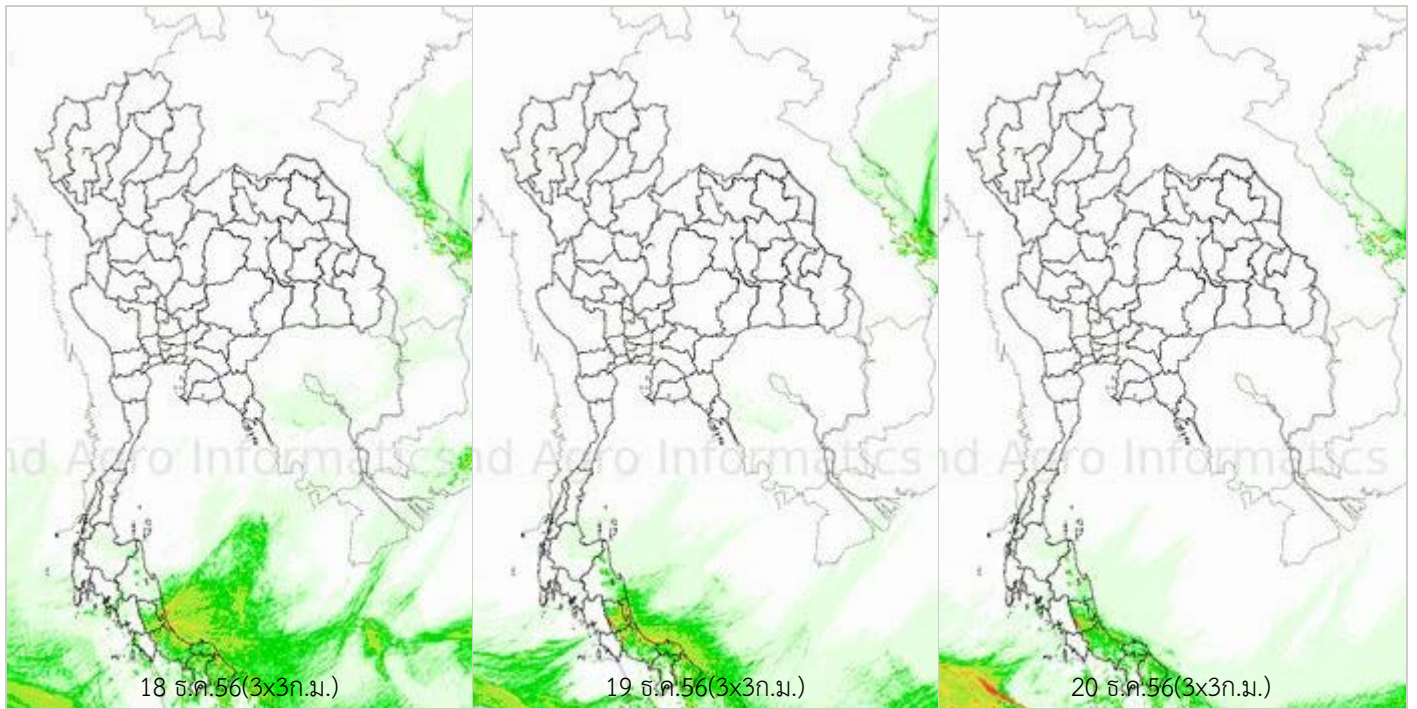 nd Agro Informatics
nd Agro Informatics
nd Agro Informatics
18 ธ.ค.56(3x3ก.ม.)
19 ธ.ค.56(3x3ก.ม.)
20 ธ.ค.56(3x3ก.ม.)